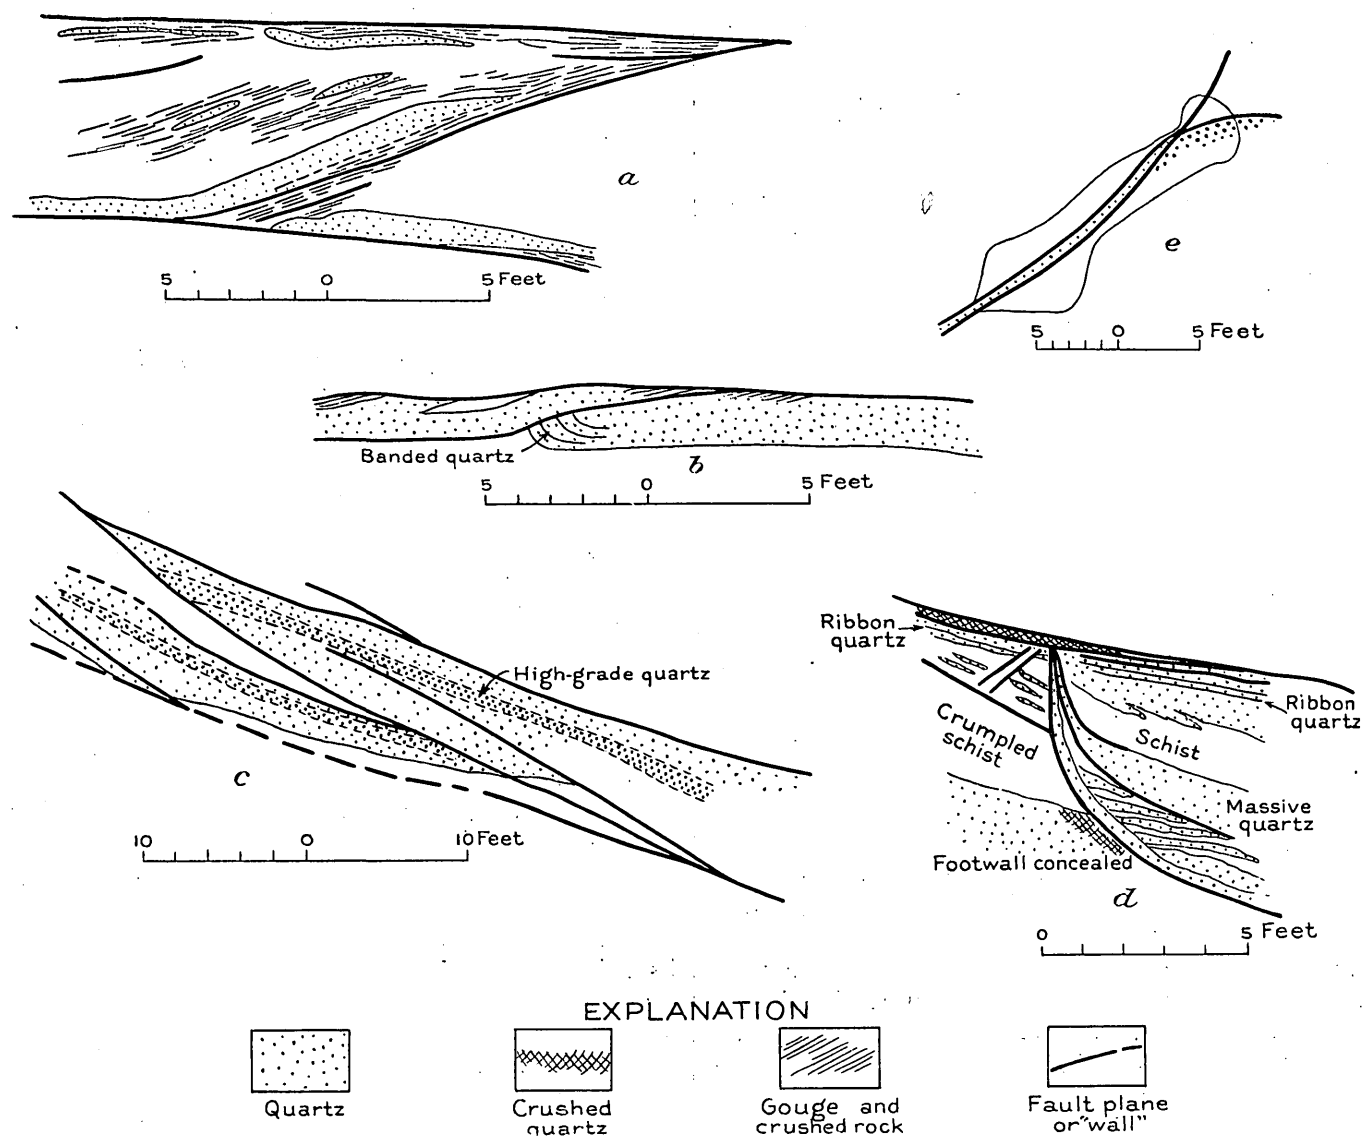 a
5 0 5 Feet
e
5 0 5 Feet
Banded quartz
b
5 0 5 Feet
High-grade quartz
c
10 0 10 Feet
Ribbon
quartz
Ribbon
quartz
Crumpled
schist
Schist
Massive
quartz
Footwall concealed
d
0 5 Feet
EXPLANATION
Quartz
Crushed
quartz
Gouge and
crushed rock
Fault plane
or "wall"